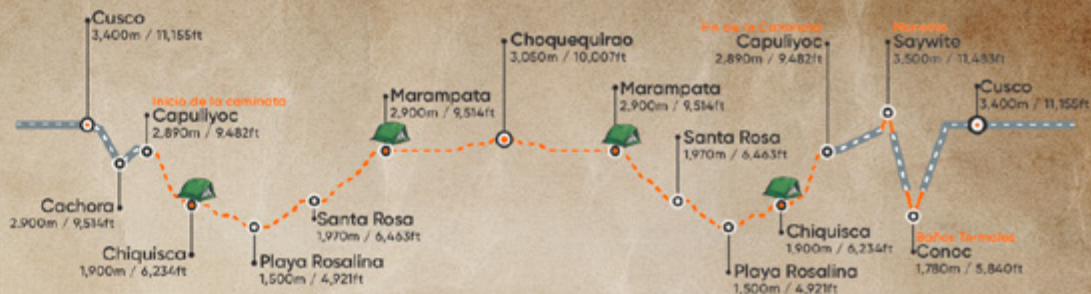 Cusco
3,400m / 11,155ft
Inicio de la caminata
Capuliyoc
2,890m / 9,482ft
Cachora
2,900m / 9,514ft
Chiquisca
1,900m / 6,234ft
Playa Rosalina
1,500m / 4,921ft
Santa Rosa
1,970m / 6,463ft
Marampata
2,900m / 9,514ft
Choquequirao
3,050m / 10,007ft
Marampata
2,900m / 9,514ft
Santa Rosa
1,970m / 6,463ft
Playa Rosalina
1,500m / 4,921ft
Chiquisca
1,900m / 6,234ft
de la Caminata
Capuliyoc
2,890m / 9,482ft
Saywite
3,500m / 11,483ft
Baños Termales
Conoc
1,780m / 5,840ft
Cusco
3,400m / 11,155ft